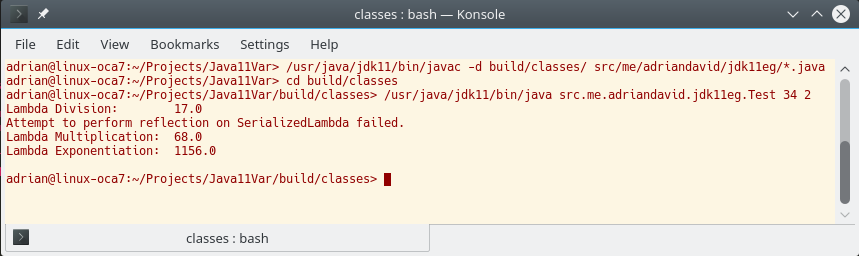 classes : bash — Konsole
File Edit View Bookmarks Settings Help
adrian@linux-oca7:~/Projects/Java11Var> /usr/java/jdk11/bin/javac -d build/classes/ src/me/adriandavid/jdk11eg/*.java
adrian@linux-oca7:~/Projects/Java11Var> cd build/classes
adrian@linux-oca7:~/Projects/Java11Var/build/classes> /usr/java/jdk11/bin/java src.me.adriandavid.jdk11eg.Test 34 2
Lambda Division: 17.0
Attempt to perform reflection on SerializedLambda failed.
Lambda Multiplication: 68.0
Lambda Exponentiation: 1156.0
adrian@linux-oca7:~/Projects/Java11Var/build/classes>
classes : bash